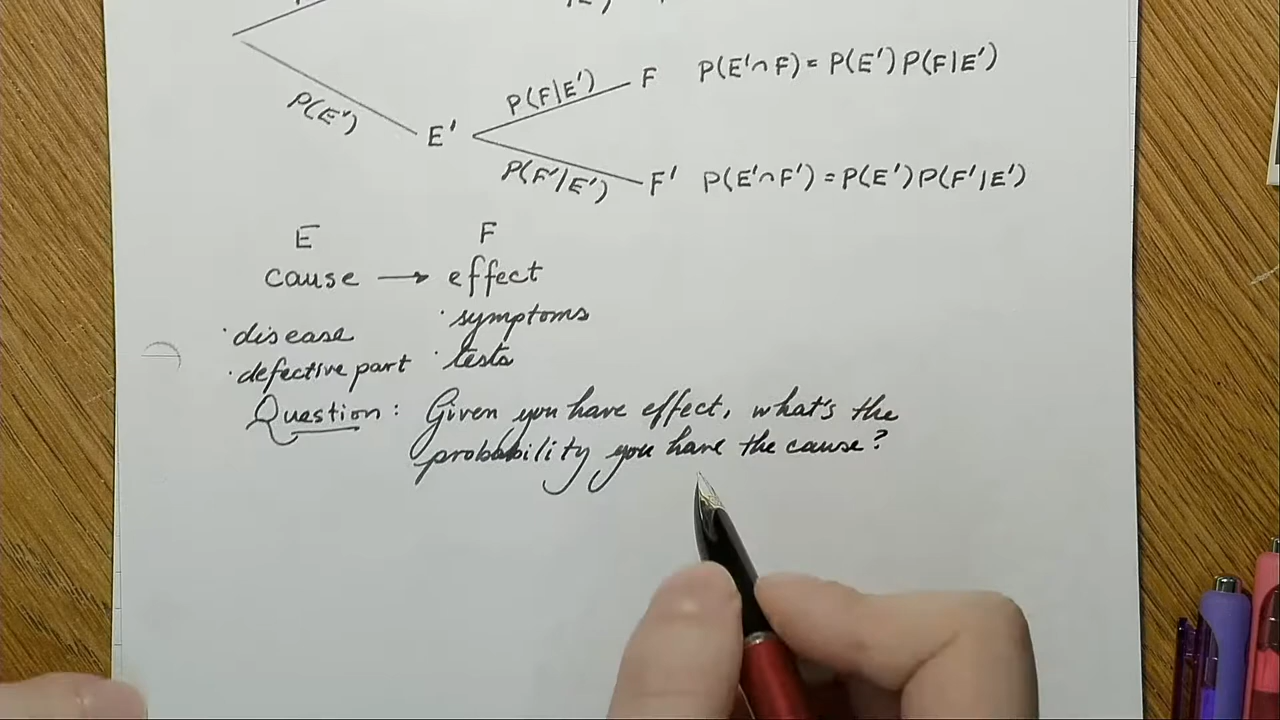 P(E'∩F) = P(E') P(F|E')
P(F|E') F
P(E')
E'
P(F'|E') F' P(E'∩F') = P(E') P(F'|E')
E F
cause → effect
·symptoms
·disease
·defective part ·tests
Question: Given you have effect, what's the
probability you have the cause?